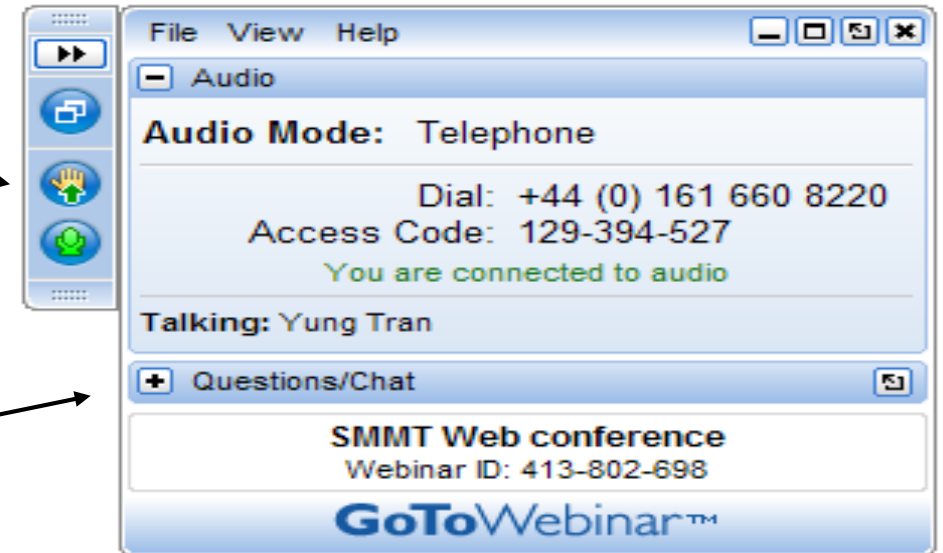 File View Help
Audio
Audio Mode: Telephone
Dial: +44 (0) 161 660 8220
Access Code: 129-394-527
You are connected to audio
Talking: Yung Tran
Questions/Chat
SMMT Web conference
Webinar ID: 413-802-698
GoToWebinar™